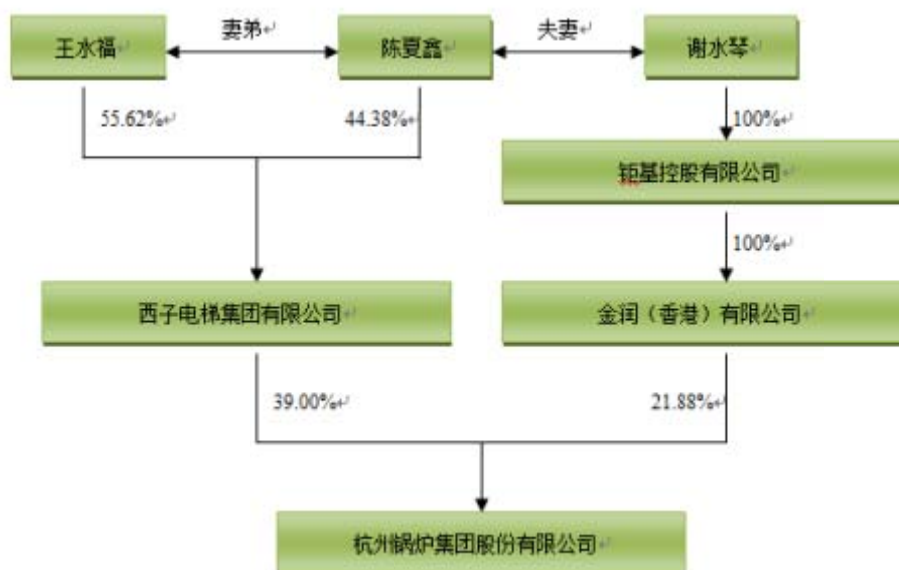 王水福
妻弟
陈夏鑫
夫妻
谢水琴
55.62%
44.38%
100%
钜基控股有限公司
100%
西子电梯集团有限公司
金润（香港）有限公司
39.00%
21.88%
杭州锅炉集团股份有限公司